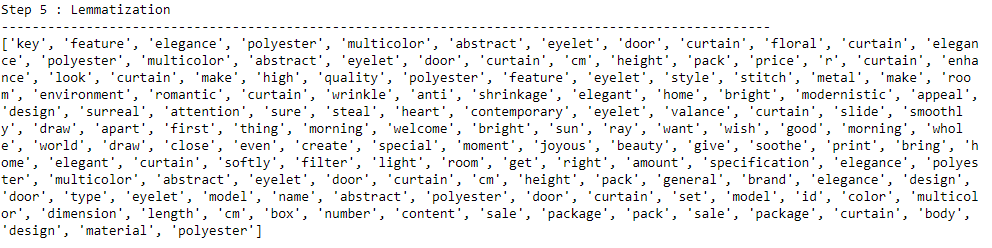 Step 5 : Lemmatization
----------------------------------------------------------------------------------------------------
['key', 'feature', 'elegance', 'polyester', 'multicolor', 'abstract', 'eyelet', 'door', 'curtain', 'floral', 'curtain', 'elegan
ce', 'polyester', 'multicolor', 'abstract', 'eyelet', 'door', 'curtain', 'cm', 'height', 'pack', 'price', 'r', 'curtain', 'enha
nce', 'look', 'curtain', 'make', 'high', 'quality', 'polyester', 'feature', 'eyelet', 'style', 'stitch', 'metal', 'make', 'roo
m', 'environment', 'romantic', 'curtain', 'wrinkle', 'anti', 'shrinkage', 'elegant', 'home', 'bright', 'modernistic', 'appeal',
'design', 'surreal', 'attention', 'sure', 'steal', 'heart', 'contemporary', 'eyelet', 'valance', 'curtain', 'slide', 'smoothl
y', 'draw', 'apart', 'first', 'thing', 'morning', 'welcome', 'bright', 'sun', 'ray', 'want', 'wish', 'good', 'morning', 'whol
e', 'world', 'draw', 'close', 'even', 'create', 'special', 'moment', 'joyous', 'beauty', 'give', 'soothe', 'print', 'bring', 'h
ome', 'elegant', 'curtain', 'softly', 'filter', 'light', 'room', 'get', 'right', 'amount', 'specification', 'elegance', 'polyes
ter', 'multicolor', 'abstract', 'eyelet', 'door', 'curtain', 'cm', 'height', 'pack', 'general', 'brand', 'elegance', 'design',
'door', 'type', 'eyelet', 'model', 'name', 'abstract', 'polyester', 'door', 'curtain', 'set', 'model', 'id', 'color', 'multicol
or', 'dimension', 'length', 'cm', 'box', 'number', 'content', 'sale', 'package', 'pack', 'sale', 'package', 'curtain', 'body',
'design', 'material', 'polyester']